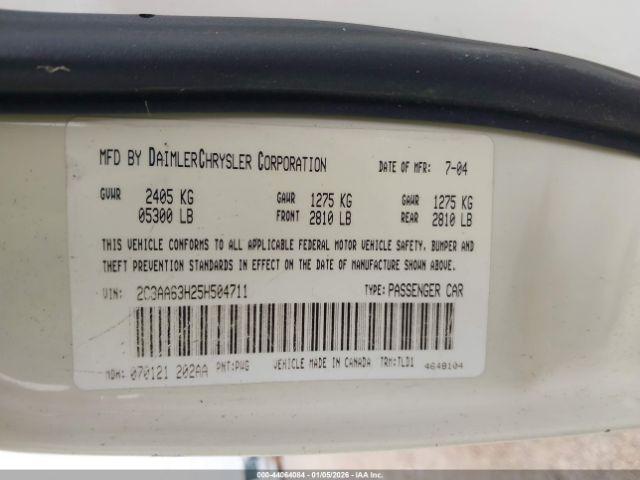 MFD BY DAIMLERCHRYSLER CORPORATION DATE OF MFR: 7-04
GVWR 2405 KG GAWR 1275 KG GAWR 1275 KG
05300 LB FRONT 2810 LB REAR 2810 LB
THIS VEHICLE CONFORMS TO ALL APPLICABLE FEDERAL MOTOR VEHICLE SAFETY, BUMPER AND
THEFT PREVENTION STANDARDS IN EFFECT ON THE DATE OF MANUFACTURE SHOWN ABOVE.
VIN: 2C3AA63H25H504711 TYPE: PASSENGER CAR
MDH: 070121 202AA PNT:PWG VEHICLE MADE IN CANADA TRM:TLD1 4648104
#### - 44064084 | 01/05/2026 - IAA Inc.####